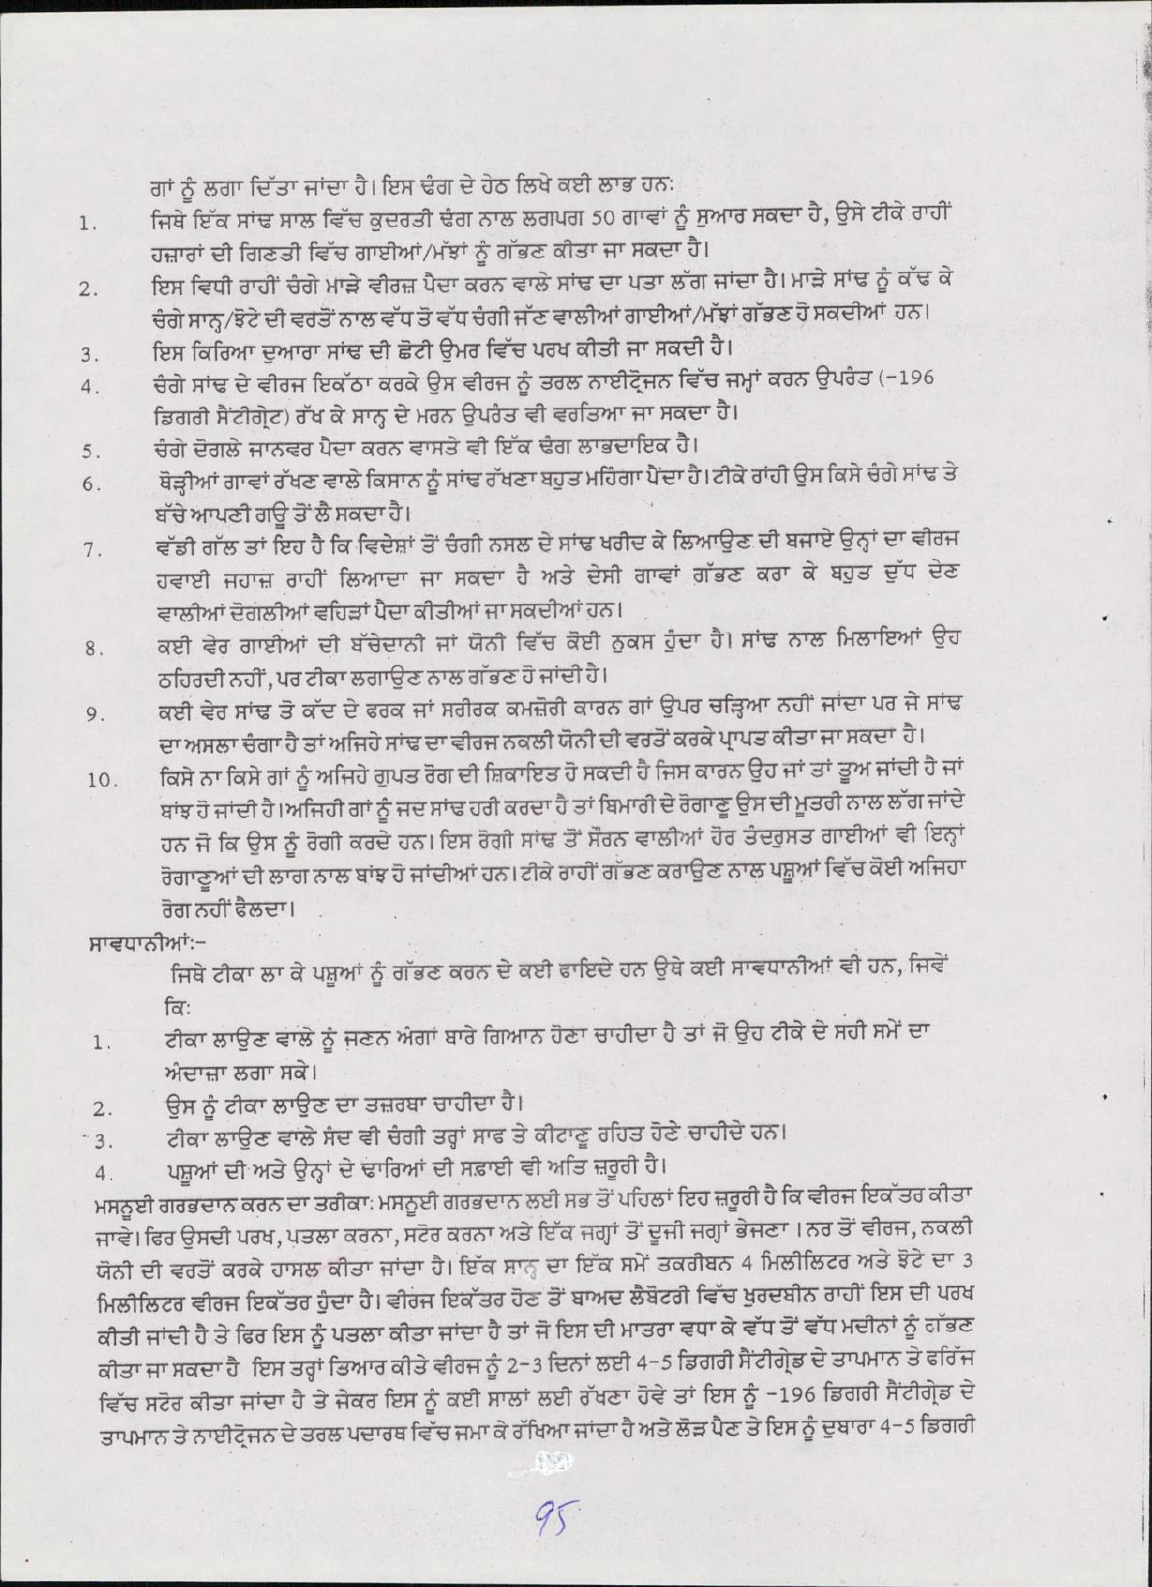 ਗਾਂ ਨੂੰ ਲਗਾ ਦਿੱਤਾ ਜਾਂਦਾ ਹੈ। ਇਸ ਢੰਗ ਦੇ ਹੇਠ ਲਿਖੇ ਕਈ ਲਾਭ ਹਨ:
1. ਜਿਥੇ ਇੱਕ ਸਾਂਢ ਸਾਲ ਵਿੱਚ ਕੁਦਰਤੀ ਢੰਗ ਨਾਲ ਲਗਪਗ 50 ਗਾਵਾਂ ਨੂੰ ਸੁਆਰ ਸਕਦਾ ਹੈ, ਉਸੇ ਟੀਕੇ ਰਾਹੀਂ
ਹਜ਼ਾਰਾਂ ਦੀ ਗਿਣਤੀ ਵਿੱਚ ਗਾਈਆਂ/ਮੱਝਾਂ ਨੂੰ ਗੱਭਣ ਕੀਤਾ ਜਾ ਸਕਦਾ ਹੈ।
2. ਇਸ ਵਿਧੀ ਰਾਹੀਂ ਚੰਗੇ ਮਾੜੇ ਵੀਰਜ਼ ਪੈਦਾ ਕਰਨ ਵਾਲੇ ਸਾਂਢ ਦਾ ਪਤਾ ਲੱਗ ਜਾਂਦਾ ਹੈ। ਮਾੜੇ ਸਾਂਢ ਨੂੰ ਕੱਢ ਕੇ
ਚੰਗੇ ਸਾਨ੍ਹ/ਝੋਟੇ ਦੀ ਵਰਤੋਂ ਨਾਲ ਵੱਧ ਤੋ ਵੱਧ ਚੰਗੀ ਜੱਣ ਵਾਲੀਆਂ ਗਾਈਆਂ/ਮੱਝਾਂ ਗੱਭਣ ਹੋ ਸਕਦੀਆਂ ਹਨ।
3. ਇਸ ਕਿਰਿਆ ਦੁਆਰਾ ਸਾਂਢ ਦੀ ਛੋਟੀ ਉਮਰ ਵਿੱਚ ਪਰਖ ਕੀਤੀ ਜਾ ਸਕਦੀ ਹੈ।
4. ਚੰਗੇ ਸਾਂਢ ਦੇ ਵੀਰਜ ਇਕੱਠਾ ਕਰਕੇ ਉਸ ਵੀਰਜ ਨੂੰ ਤਰਲ ਨਾਈਟ੍ਰੋਜਨ ਵਿੱਚ ਜਮ੍ਹਾਂ ਕਰਨ ਉਪਰੰਤ (-196
ਡਿਗਰੀ ਸੈਂਟੀਗ੍ਰੇਟ) ਰੱਖ ਕੇ ਸਾਨ੍ਹ ਦੇ ਮਰਨ ਉਪਰੰਤ ਵੀ ਵਰਤਿਆ ਜਾ ਸਕਦਾ ਹੈ।
5. ਚੰਗੇ ਦੋਗਲੇ ਜਾਨਵਰ ਪੈਦਾ ਕਰਨ ਵਾਸਤੇ ਵੀ ਇੱਕ ਢੰਗ ਲਾਭਦਾਇਕ ਹੈ।
6. ਥੋੜ੍ਹੀਆਂ ਗਾਵਾਂ ਰੱਖਣ ਵਾਲੇ ਕਿਸਾਨ ਨੂੰ ਸਾਂਢ ਰੱਖਣਾ ਬਹੁਤ ਮਹਿੰਗਾ ਪੈਂਦਾ ਹੈ। ਟੀਕੇ ਰਾਂਹੀ ਉਸ ਕਿਸੇ ਚੰਗੇ ਸਾਂਢ ਤੇ
ਬੱਚੇ ਆਪਣੀ ਗਊ ਤੋਂ ਲੈ ਸਕਦਾ ਹੈ।
7. ਵੱਡੀ ਗੱਲ ਤਾਂ ਇਹ ਹੈ ਕਿ ਵਿਦੇਸ਼ਾਂ ਤੋਂ ਚੰਗੀ ਨਸਲ ਦੇ ਸਾਂਢ ਖਰੀਦ ਕੇ ਲਿਆਉਣ ਦੀ ਬਜਾਏ ਉਨ੍ਹਾਂ ਦਾ ਵੀਰਜ
ਹਵਾਈ ਜਹਾਜ਼ ਰਾਹੀਂ ਲਿਆਦਾ ਜਾ ਸਕਦਾ ਹੈ ਅਤੇ ਦੇਸੀ ਗਾਵਾਂ ਗੱਭਣ ਕਰਾ ਕੇ ਬਹੁਤ ਦੁੱਧ ਦੇਣ
ਵਾਲੀਆਂ ਦੋਗਲੀਆਂ ਵਹਿੜਾਂ ਪੈਦਾ ਕੀਤੀਆਂ ਜਾ ਸਕਦੀਆਂ ਹਨ।
8. ਕਈ ਵੇਰ ਗਾਈਆਂ ਦੀ ਬੱਚੇਦਾਨੀ ਜਾਂ ਯੋਨੀ ਵਿੱਚ ਕੋਈ ਨੁਕਸ ਹੁੰਦਾ ਹੈ। ਸਾਂਢ ਨਾਲ ਮਿਲਾਇਆਂ ਉਹ
ਠਹਿਰਦੀ ਨਹੀਂ, ਪਰ ਟੀਕਾ ਲਗਾਉਣ ਨਾਲ ਗੱਭਣ ਹੋ ਜਾਂਦੀ ਹੈ।
9. ਕਈ ਵੇਰ ਸਾਂਢ ਤੋ ਕੱਦ ਦੇ ਫਰਕ ਜਾਂ ਸਰੀਰਕ ਕਮਜ਼ੋਰੀ ਕਾਰਨ ਗਾਂ ਉਪਰ ਚੜ੍ਹਿਆ ਨਹੀਂ ਜਾਂਦਾ ਪਰ ਜੇ ਸਾਂਢ
ਦਾ ਅਸਲਾ ਚੰਗਾ ਹੈ ਤਾਂ ਅਜਿਹੇ ਸਾਂਢ ਦਾ ਵੀਰਜ ਨਕਲੀ ਯੋਨੀ ਦੀ ਵਰਤੋਂ ਕਰਕੇ ਪ੍ਰਾਪਤ ਕੀਤਾ ਜਾ ਸਕਦਾ ਹੈ।
10. ਕਿਸੇ ਨਾ ਕਿਸੇ ਗਾਂ ਨੂੰ ਅਜਿਹੇ ਗੁਪਤ ਰੋਗ ਦੀ ਸ਼ਿਕਾਇਤ ਹੋ ਸਕਦੀ ਹੈ ਜਿਸ ਕਾਰਨ ਉਹ ਜਾਂ ਤਾਂ ਤੂਅ ਜਾਂਦੀ ਹੈ ਜਾਂ
ਬਾਂਝ ਹੋ ਜਾਂਦੀ ਹੈ। ਅਜਿਹੀ ਗਾਂ ਨੂੰ ਜਦ ਸਾਂਢ ਹਰੀ ਕਰਦਾ ਹੈ ਤਾਂ ਬਿਮਾਰੀ ਦੇ ਰੋਗਾਣੂ ਉਸ ਦੀ ਮੂਤਰੀ ਨਾਲ ਲੱਗ ਜਾਂਦੇ
ਹਨ ਜੋ ਕਿ ਉਸ ਨੂੰ ਰੋਗੀ ਕਰਦੇ ਹਨ। ਇਸ ਰੋਗੀ ਸਾਂਢ ਤੋਂ ਸੌਰਨ ਵਾਲੀਆਂ ਹੋਰ ਤੰਦਰੁਸਤ ਗਾਈਆਂ ਵੀ ਇਨ੍ਹਾਂ
ਰੋਗਾਣੂਆਂ ਦੀ ਲਾਗ ਨਾਲ ਬਾਂਝ ਹੋ ਜਾਂਦੀਆਂ ਹਨ। ਟੀਕੇ ਰਾਹੀਂ ਗੱਭਣ ਕਰਾਉਣ ਨਾਲ ਪਸ਼ੂਆਂ ਵਿੱਚ ਕੋਈ ਅਜਿਹਾ
ਰੋਗ ਨਹੀਂ ਫੈਲਦਾ।
ਸਾਵਧਾਨੀਆਂ:-
ਜਿਥੇ ਟੀਕਾ ਲਾ ਕੇ ਪਸ਼ੂਆਂ ਨੂੰ ਗੱਭਣ ਕਰਨ ਦੇ ਕਈ ਫਾਇਦੇ ਹਨ ਉਥੇ ਕਈ ਸਾਵਧਾਨੀਆਂ ਵੀ ਹਨ, ਜਿਵੇਂ
ਕਿ:
1. ਟੀਕਾ ਲਾਉਣ ਵਾਲੇ ਨੂੰ ਜਣਨ ਅੰਗਾਂ ਬਾਰੇ ਗਿਆਨ ਹੋਣਾ ਚਾਹੀਦਾ ਹੈ ਤਾਂ ਜੋ ਉਹ ਟੀਕੇ ਦੇ ਸਹੀ ਸਮੇਂ ਦਾ
ਅੰਦਾਜ਼ਾ ਲਗਾ ਸਕੇ।
2. ਉਸ ਨੂੰ ਟੀਕਾ ਲਾਉਣ ਦਾ ਤਜ਼ਰਬਾ ਚਾਹੀਦਾ ਹੈ।
3. ਟੀਕਾ ਲਾਉਣ ਵਾਲੇ ਸੰਦ ਵੀ ਚੰਗੀ ਤਰ੍ਹਾਂ ਸਾਫ ਤੇ ਕੀਟਾਣੂ ਰਹਿਤ ਹੋਣੇ ਚਾਹੀਦੇ ਹਨ।
4. ਪਸ਼ੂਆਂ ਦੀ ਅਤੇ ਉਨ੍ਹਾਂ ਦੇ ਢਾਰਿਆਂ ਦੀ ਸਫ਼ਾਈ ਵੀ ਅਤਿ ਜ਼ਰੂਰੀ ਹੈ।
ਮਸਨੂਈ ਗਰਭਦਾਨ ਕਰਨ ਦਾ ਤਰੀਕਾ: ਮਸਨੂਈ ਗਰਭਦਾਨ ਲਈ ਸਭ ਤੋਂ ਪਹਿਲਾਂ ਇਹ ਜ਼ਰੂਰੀ ਹੈ ਕਿ ਵੀਰਜ ਇਕੱਤਰ ਕੀਤਾ
ਜਾਵੇ। ਫਿਰ ਉਸਦੀ ਪਰਖ, ਪਤਲਾ ਕਰਨਾ, ਸਟੋਰ ਕਰਨਾ ਅਤੇ ਇੱਕ ਜਗ੍ਹਾਂ ਤੋਂ ਦੂਜੀ ਜਗ੍ਹਾਂ ਭੇਜਣਾ । ਨਰ ਤੋਂ ਵੀਰਜ, ਨਕਲੀ
ਯੋਨੀ ਦੀ ਵਰਤੋਂ ਕਰਕੇ ਹਾਸਲ ਕੀਤਾ ਜਾਂਦਾ ਹੈ। ਇੱਕ ਸਾਨ੍ਹ ਦਾ ਇੱਕ ਸਮੇਂ ਤਕਰੀਬਨ 4 ਮਿਲੀਲਿਟਰ ਅਤੇ ਝੋਟੇ ਦਾ 3
ਮਿਲੀਲਿਟਰ ਵੀਰਜ ਇਕੱਤਰ ਹੁੰਦਾ ਹੈ। ਵੀਰਜ ਇਕੱਤਰ ਹੋਣ ਤੋਂ ਬਾਅਦ ਲੈਬੋਟਰੀ ਵਿੱਚ ਖੁਰਦਬੀਨ ਰਾਹੀਂ ਇਸ ਦੀ ਪਰਖ
ਕੀਤੀ ਜਾਂਦੀ ਹੈ ਤੇ ਫਿਰ ਇਸ ਨੂੰ ਪਤਲਾ ਕੀਤਾ ਜਾਂਦਾ ਹੈ ਤਾਂ ਜੋ ਇਸ ਦੀ ਮਾਤਰਾ ਵਧਾ ਕੇ ਵੱਧ ਤੋਂ ਵੱਧ ਮਦੀਨਾਂ ਨੂੰ ਗੱਭਣ
ਕੀਤਾ ਜਾ ਸਕਦਾ ਹੈ ਇਸ ਤਰ੍ਹਾਂ ਤਿਆਰ ਕੀਤੇ ਵੀਰਜ ਨੂੰ 2-3 ਦਿਨਾਂ ਲਈ 4-5 ਡਿਗਰੀ ਸੈਂਟੀਗ੍ਰੇਡ ਦੇ ਤਾਪਮਾਨ ਤੇ ਫਰਿੱਜ
ਵਿੱਚ ਸਟੋਰ ਕੀਤਾ ਜਾਂਦਾ ਹੈ ਤੇ ਜੇਕਰ ਇਸ ਨੂੰ ਕਈ ਸਾਲਾਂ ਲਈ ਰੱਖਣਾ ਹੋਵੇ ਤਾਂ ਇਸ ਨੂੰ -196 ਡਿਗਰੀ ਸੈਂਟੀਗ੍ਰੇਡ ਦੇ
ਤਾਪਮਾਨ ਤੇ ਨਾਈਟ੍ਰੋਜਨ ਦੇ ਤਰਲ ਪਦਾਰਥ ਵਿੱਚ ਜਮਾ ਕੇ ਰੱਖਿਆ ਜਾਂਦਾ ਹੈ ਅਤੇ ਲੋੜ ਪੈਣ ਤੇ ਇਸ ਨੂੰ ਦੁਬਾਰਾ 4-5 ਡਿਗਰੀ
95